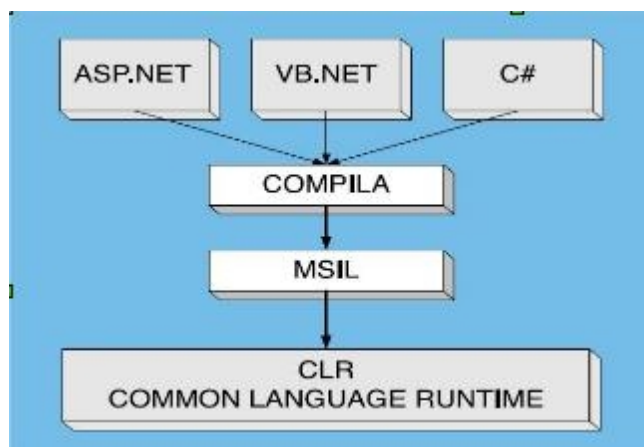 ASP.NET
VB.NET
C#
COMPILA
MSIL
CLR
COMMON LANGUAGE RUNTIME